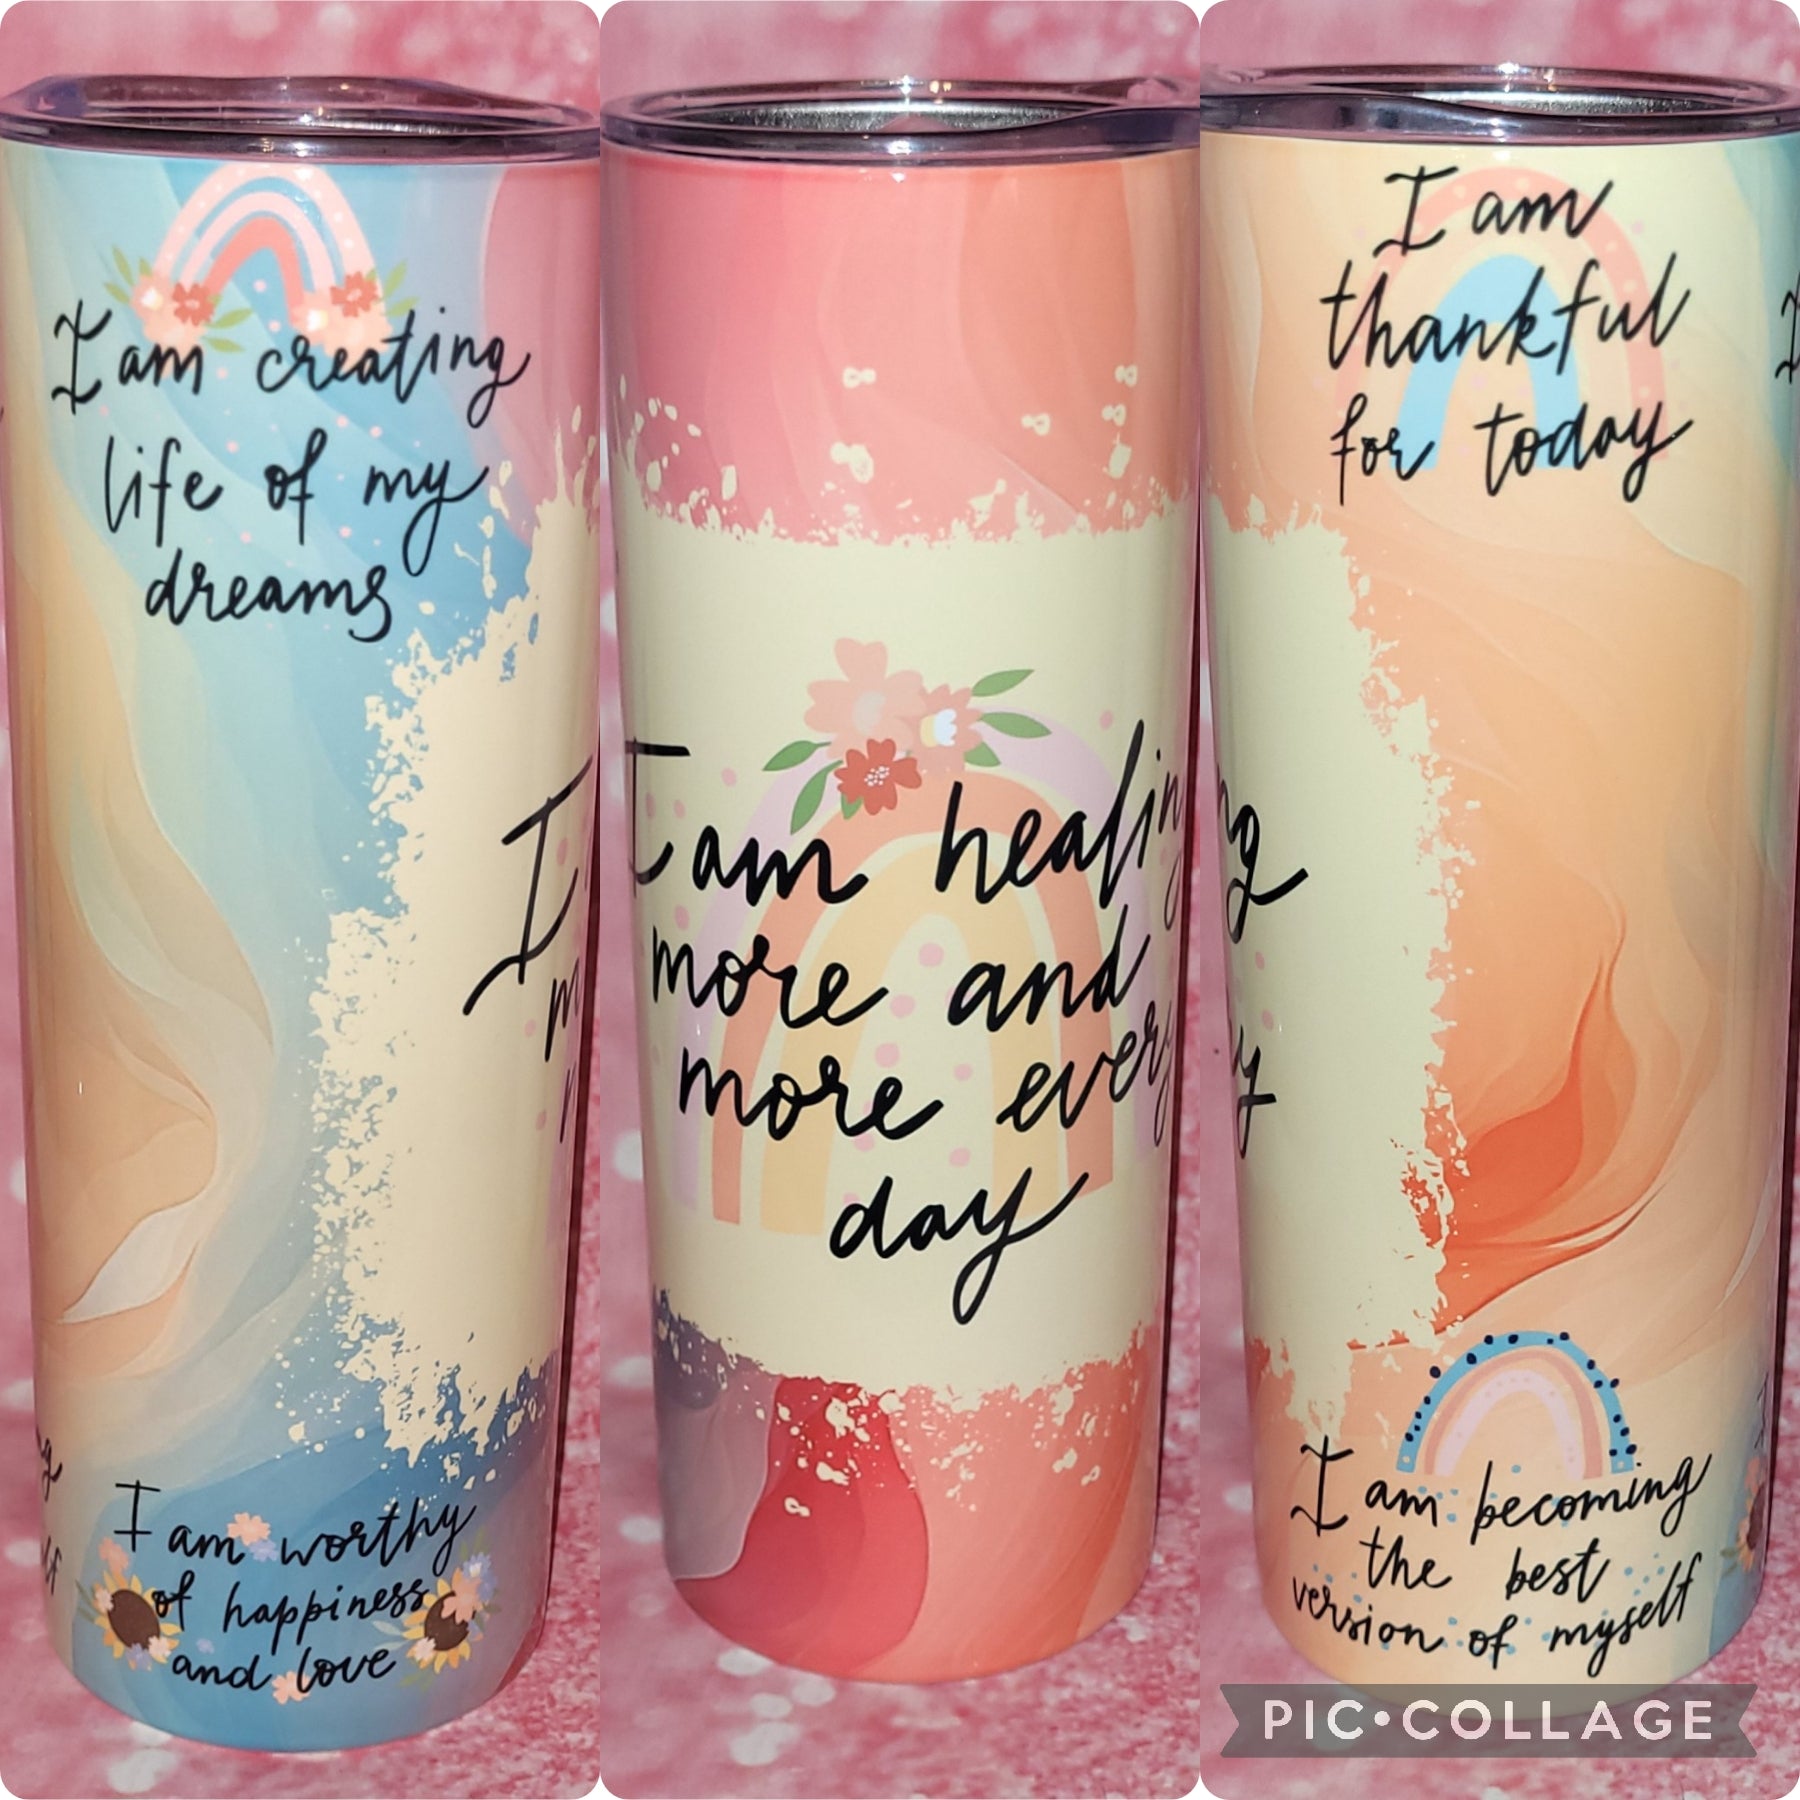 I am creating
life of my
dreams
I am worthy
of happiness
and love
I am healing
more and
more every
day
I am
thankful
for today
I am becoming
the best
version of myself
PIC•COLLAGE